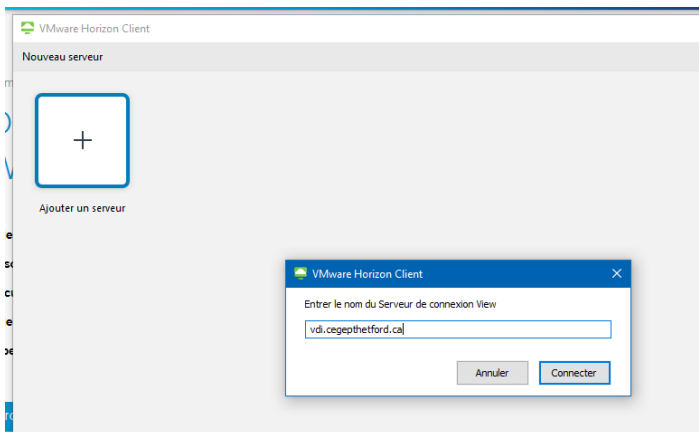 VMware Horizon Client
Nouveau serveur
Ajouter un serveur
VMware Horizon Client
Entrer le nom du Serveur de connexion View
vdi.cegepthetford.ca
Annuler
Connecter